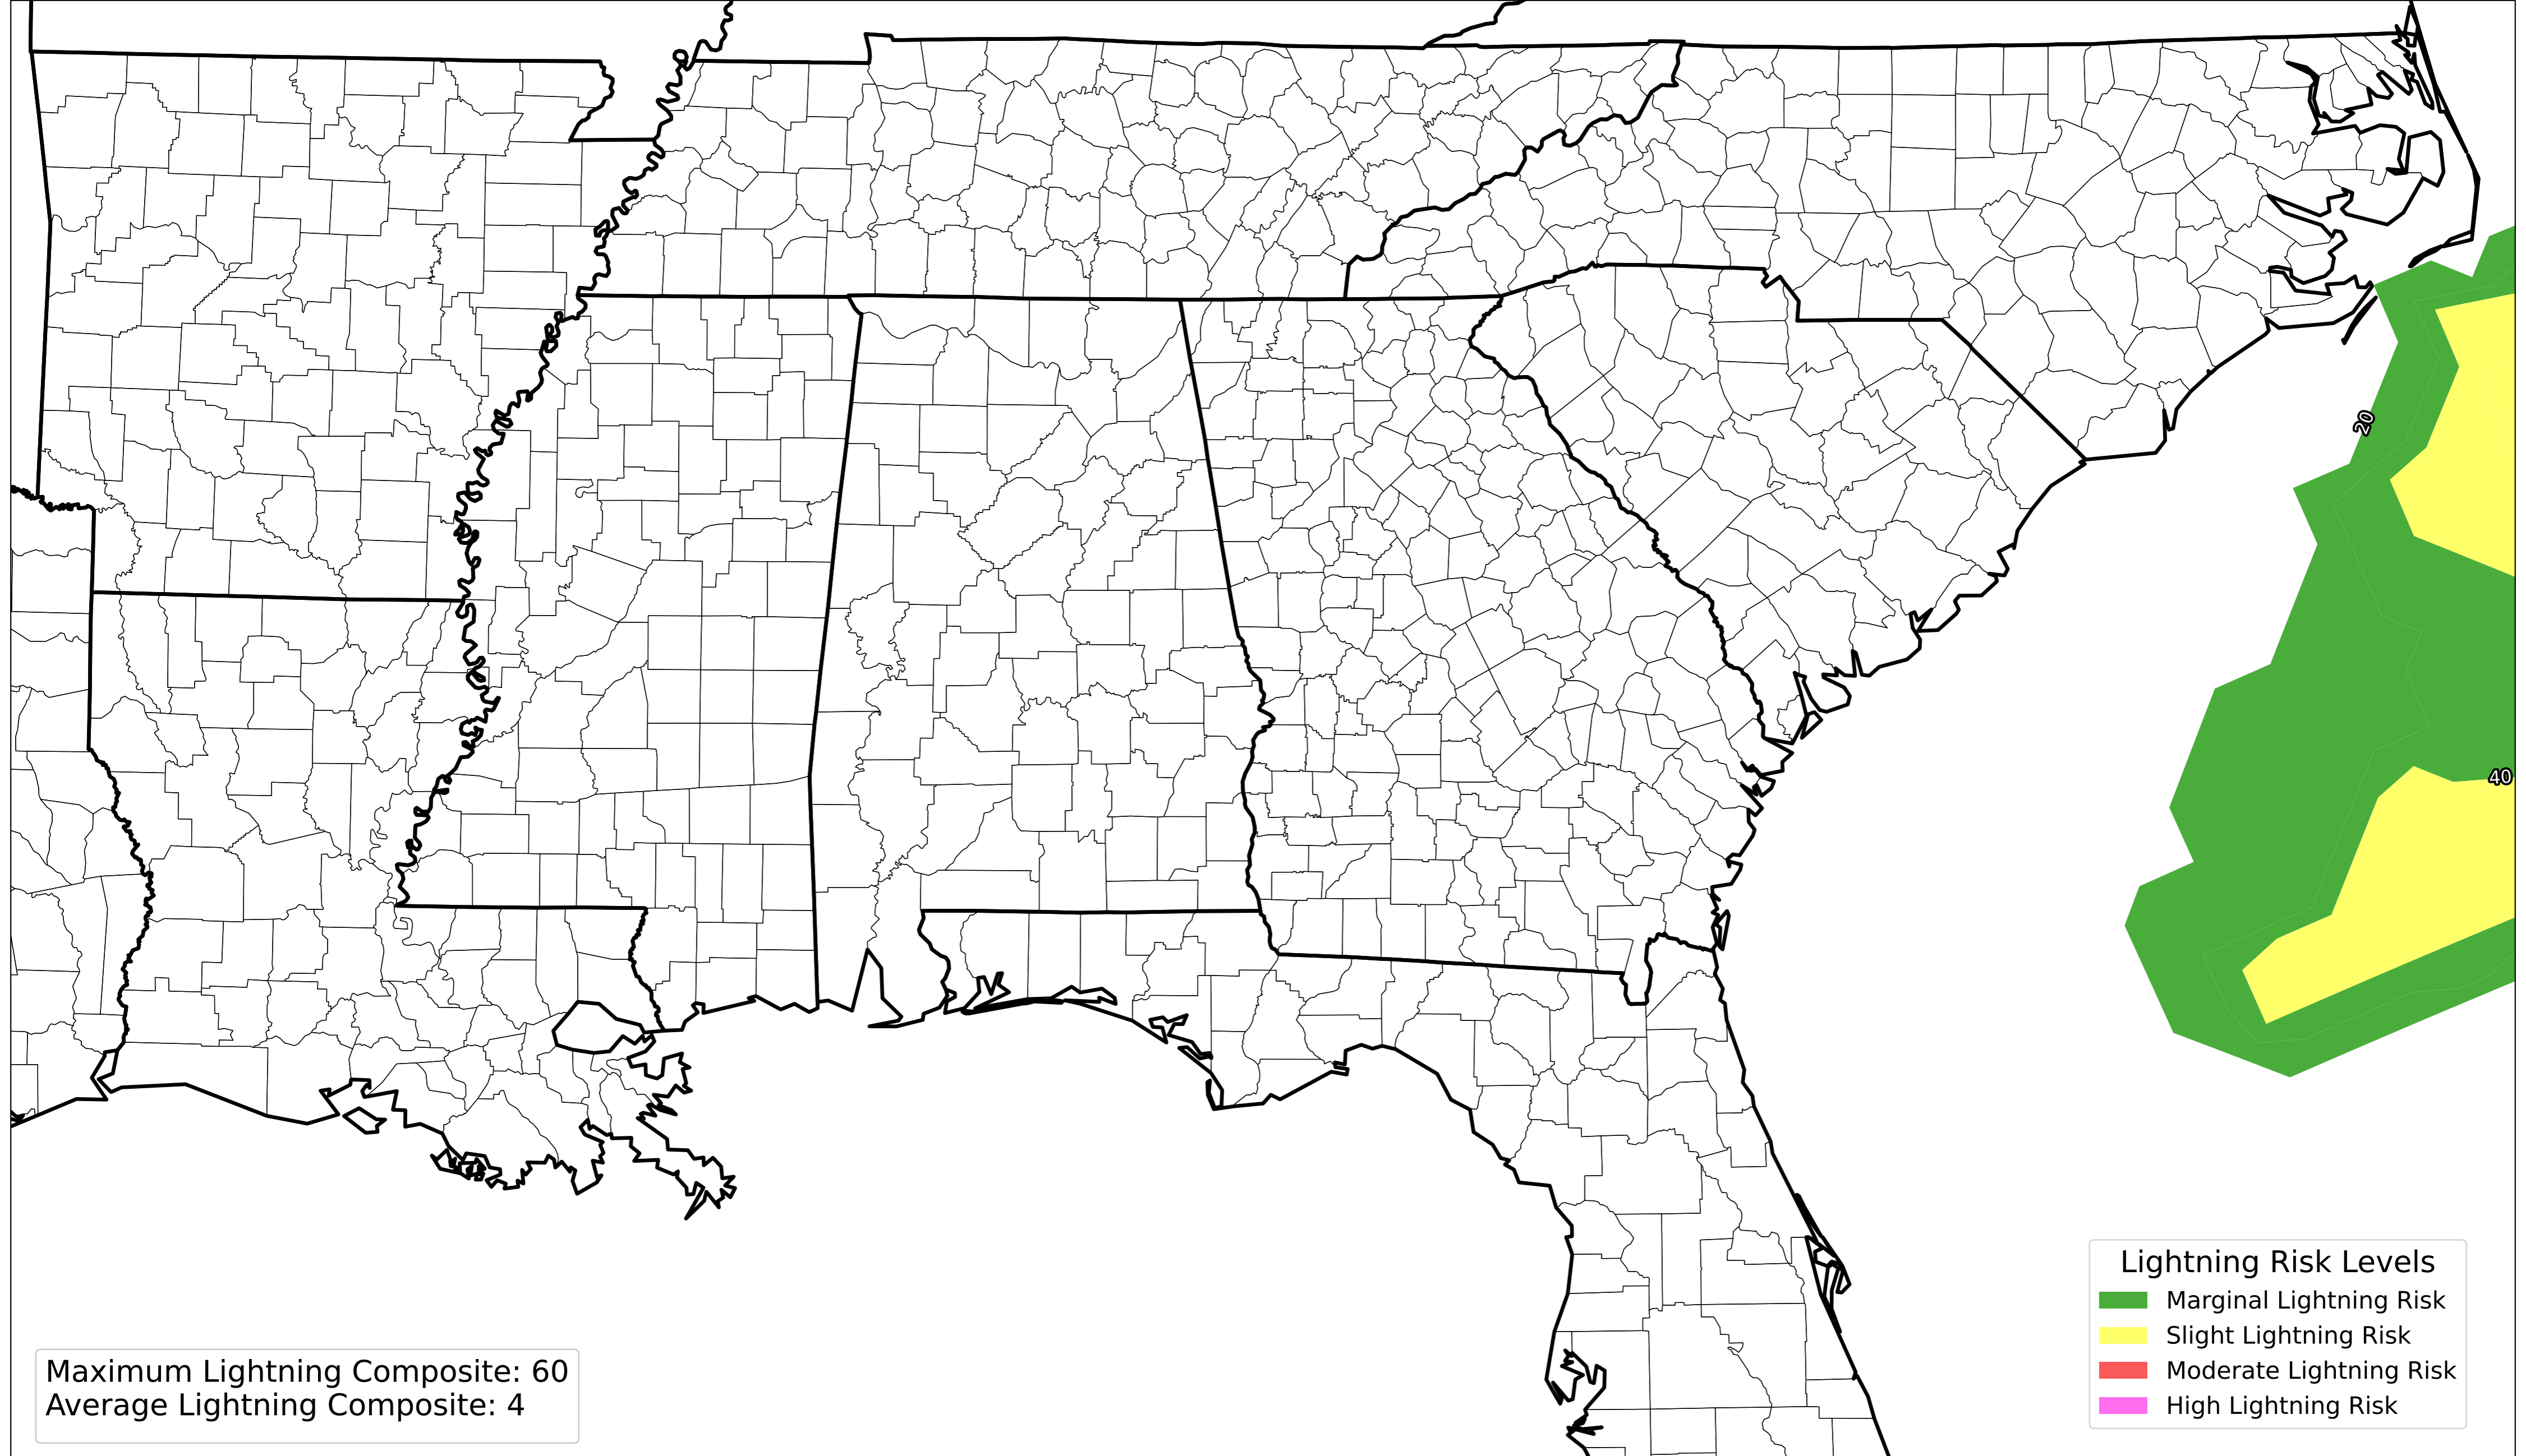 20
40
Lightning Risk Levels
Marginal Lightning Risk
Slight Lightning Risk
Moderate Lightning Risk
High Lightning Risk
Maximum Lightning Composite: 60
Average Lightning Composite: 4